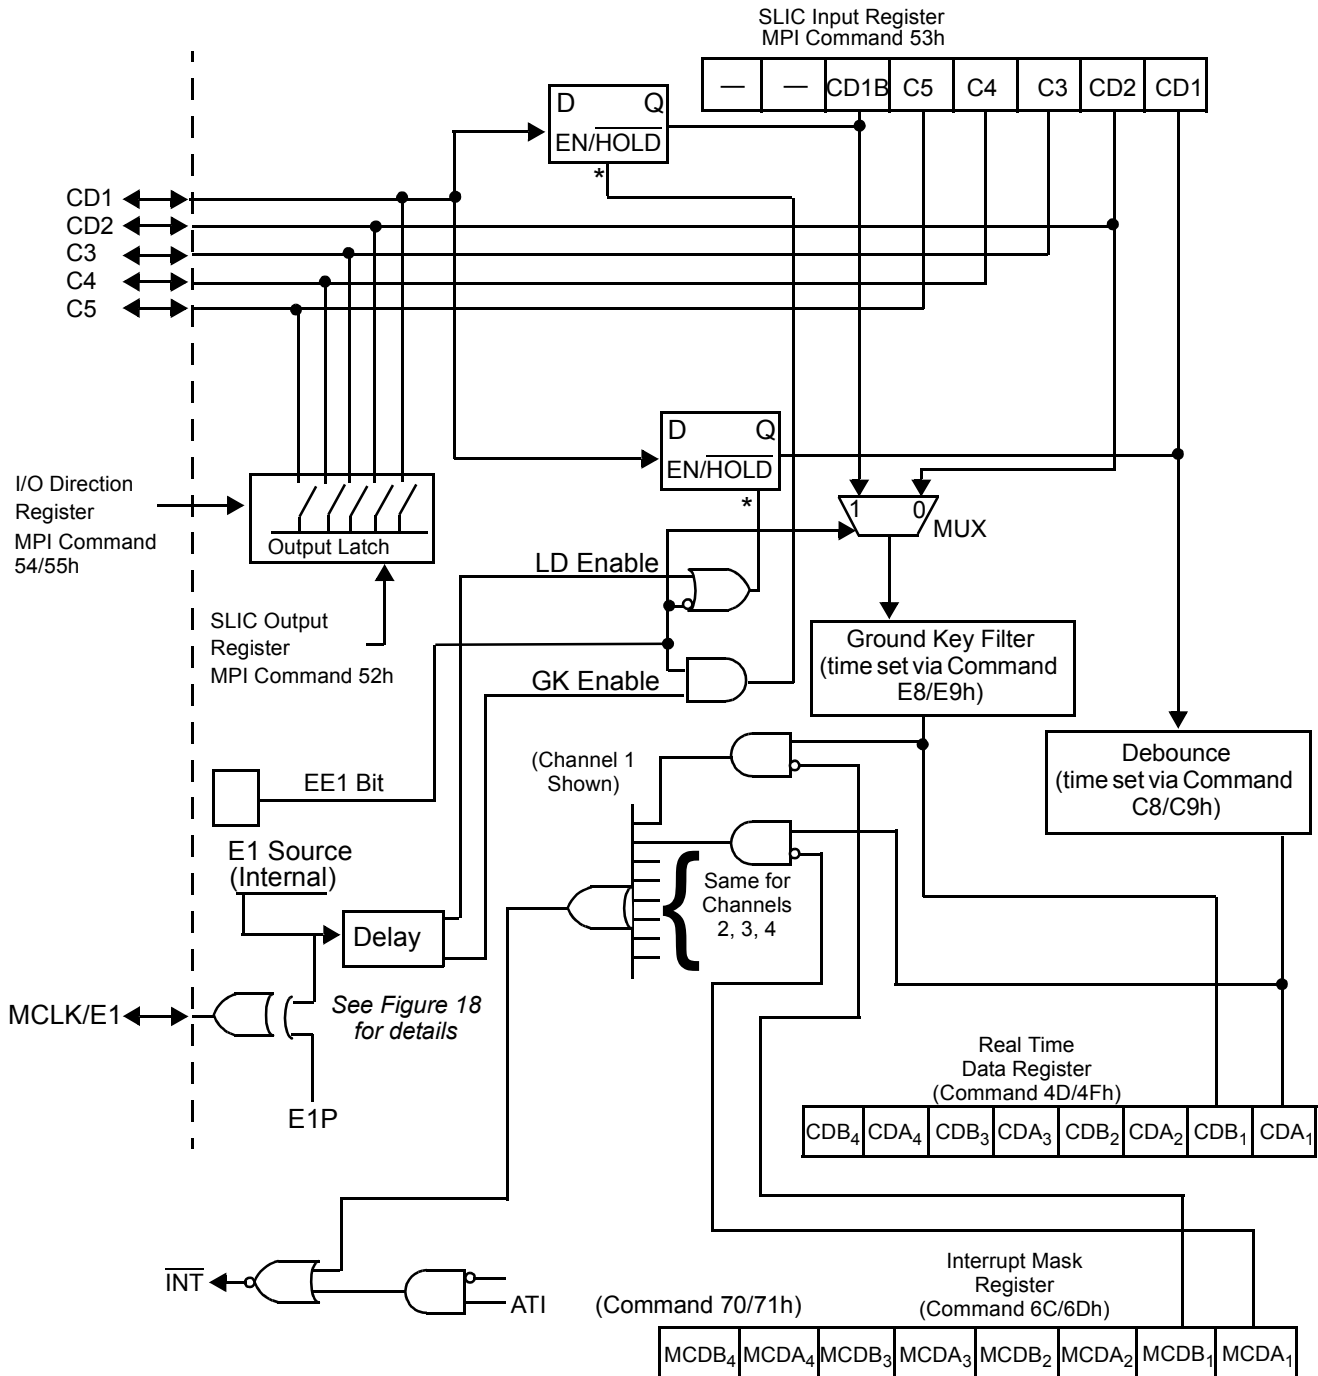 SLIC Input Register
MPI Command 53h
— — CD1B C5 C4 C3 CD2 CD1
D Q
EN/HOLD
*
CD1
CD2
C3
C4
C5
D Q
EN/HOLD
*
I/O Direction
Register
MPI Command
54/55h
Output Latch
1 0
MUX
LD Enable
SLIC Output
Register
MPI Command 52h
GK Enable
Ground Key Filter
(time set via Command
E8/E9h)
Debounce
(time set via Command
C8/C9h)
(Channel 1
Shown)
EE1 Bit
E1 Source
(Internal)
Same for
Channels
2, 3, 4
Delay
MCLK/E1
See Figure 18
for details
E1P
Real Time
Data Register
(Command 4D/4Fh)
CDB4 CDA4 CDB3 CDA3 CDB2 CDA2 CDB1 CDA1
INT
ATI
(Command 70/71h)
Interrupt Mask
Register
(Command 6C/6Dh)
MCDB4 MCDA4 MCDB3 MCDA3 MCDB2 MCDA2 MCDB1 MCDA1